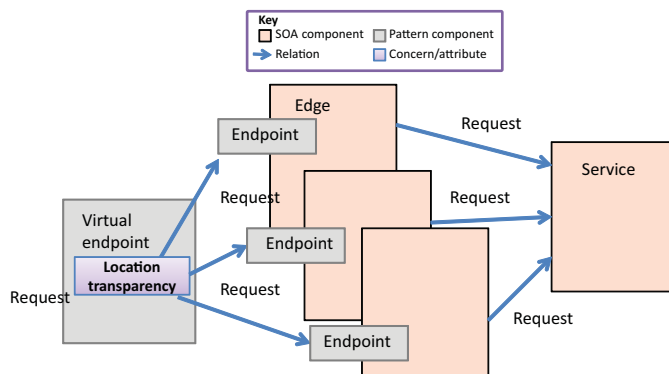 Key
SOA component
Pattern component
Relation
Concern/attribute
Edge
Endpoint
Request
Request
Service
Request
Virtual
endpoint
Endpoint
Location
transparency
Request
Request
Request
Endpoint